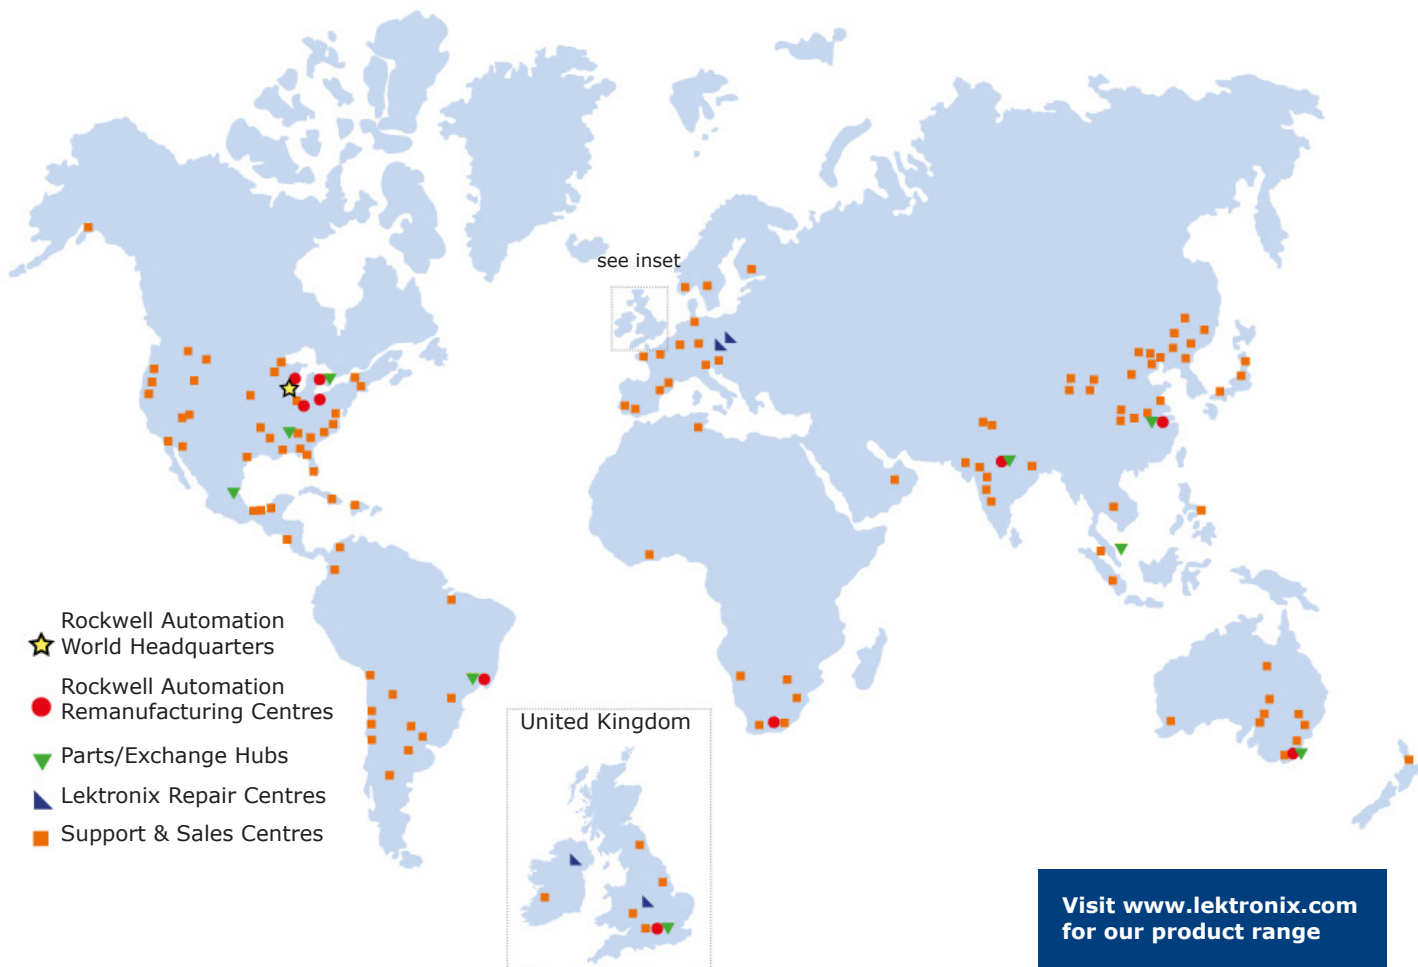 see inset
Rockwell Automation
World Headquarters
Rockwell Automation
Remanufacturing Centres
Parts/Exchange Hubs
Lektronix Repair Centres
Support & Sales Centres
United Kingdom
Visit www.lektronix.com
for our product range